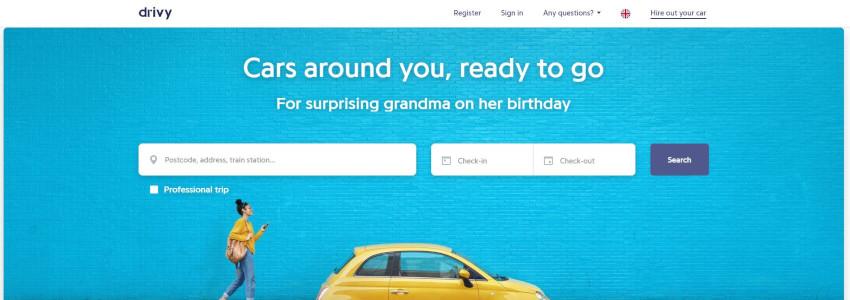 drivy
Register Sign in Any questions? Hire out your car
Cars around you, ready to go
For surprising grandma on her birthday
Postcode, address, train station...
Check-in Check-out Search
Professional trip